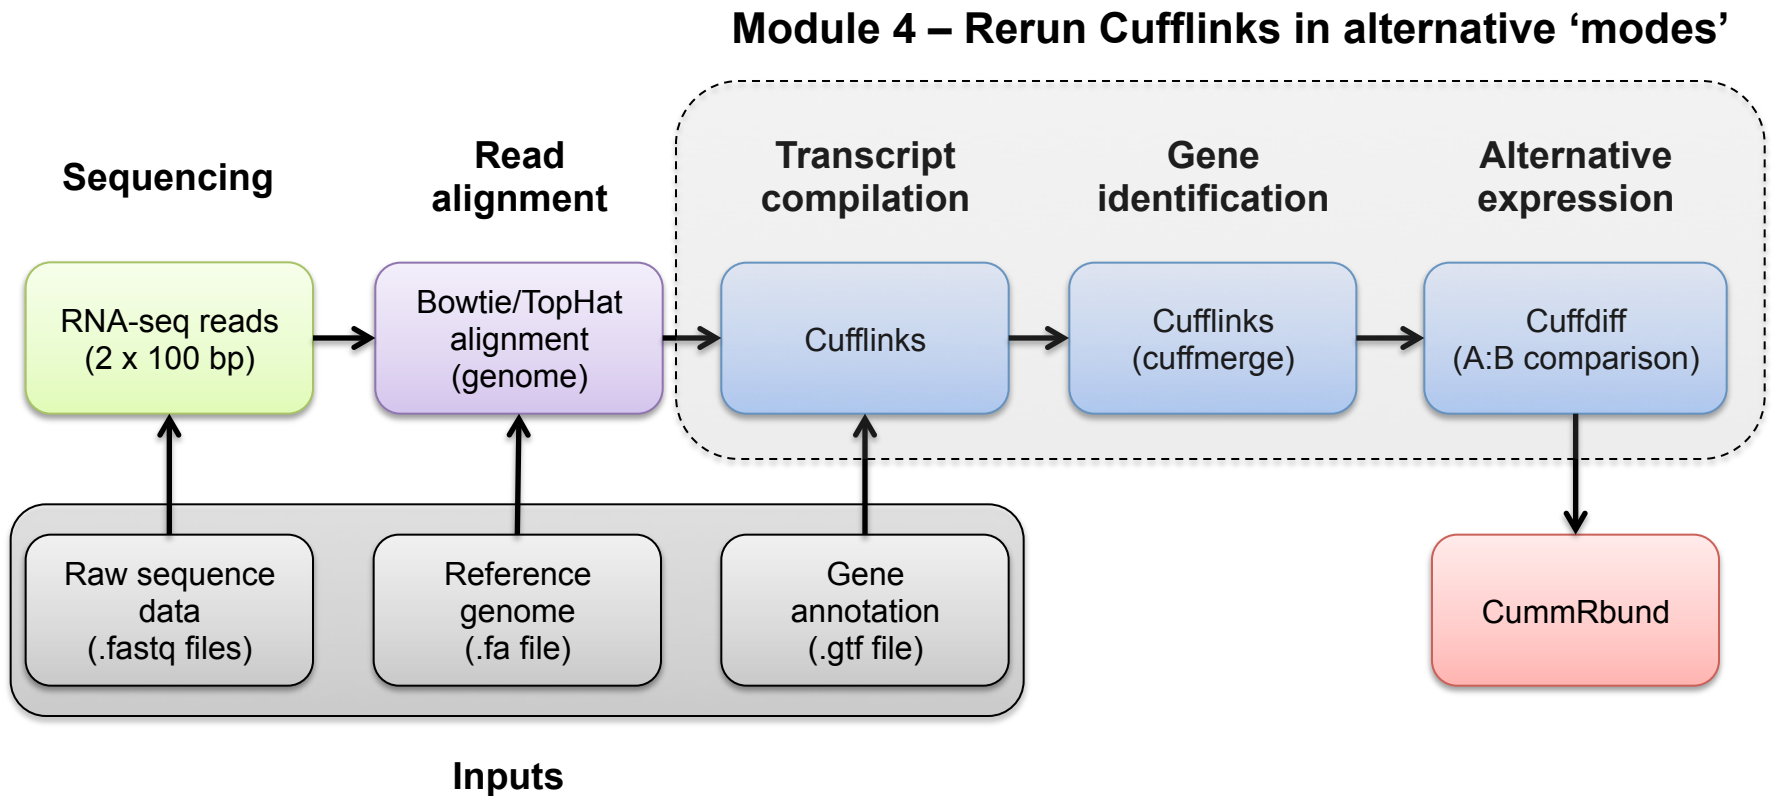 Module 4 – Rerun Cufflinks in alternative ‘modes’
Sequencing
Read
alignment
Transcript
compilation
Gene
identification
Alternative
expression
RNA-seq reads
(2 x 100 bp)
Bowtie/TopHat
alignment
(genome)
Cufflinks
Cufflinks
(cuffmerge)
Cuffdiff
(A:B comparison)
Raw sequence
data
(.fastq files)
Reference
genome
(.fa file)
Gene
annotation
(.gtf file)
CummRbund
Inputs